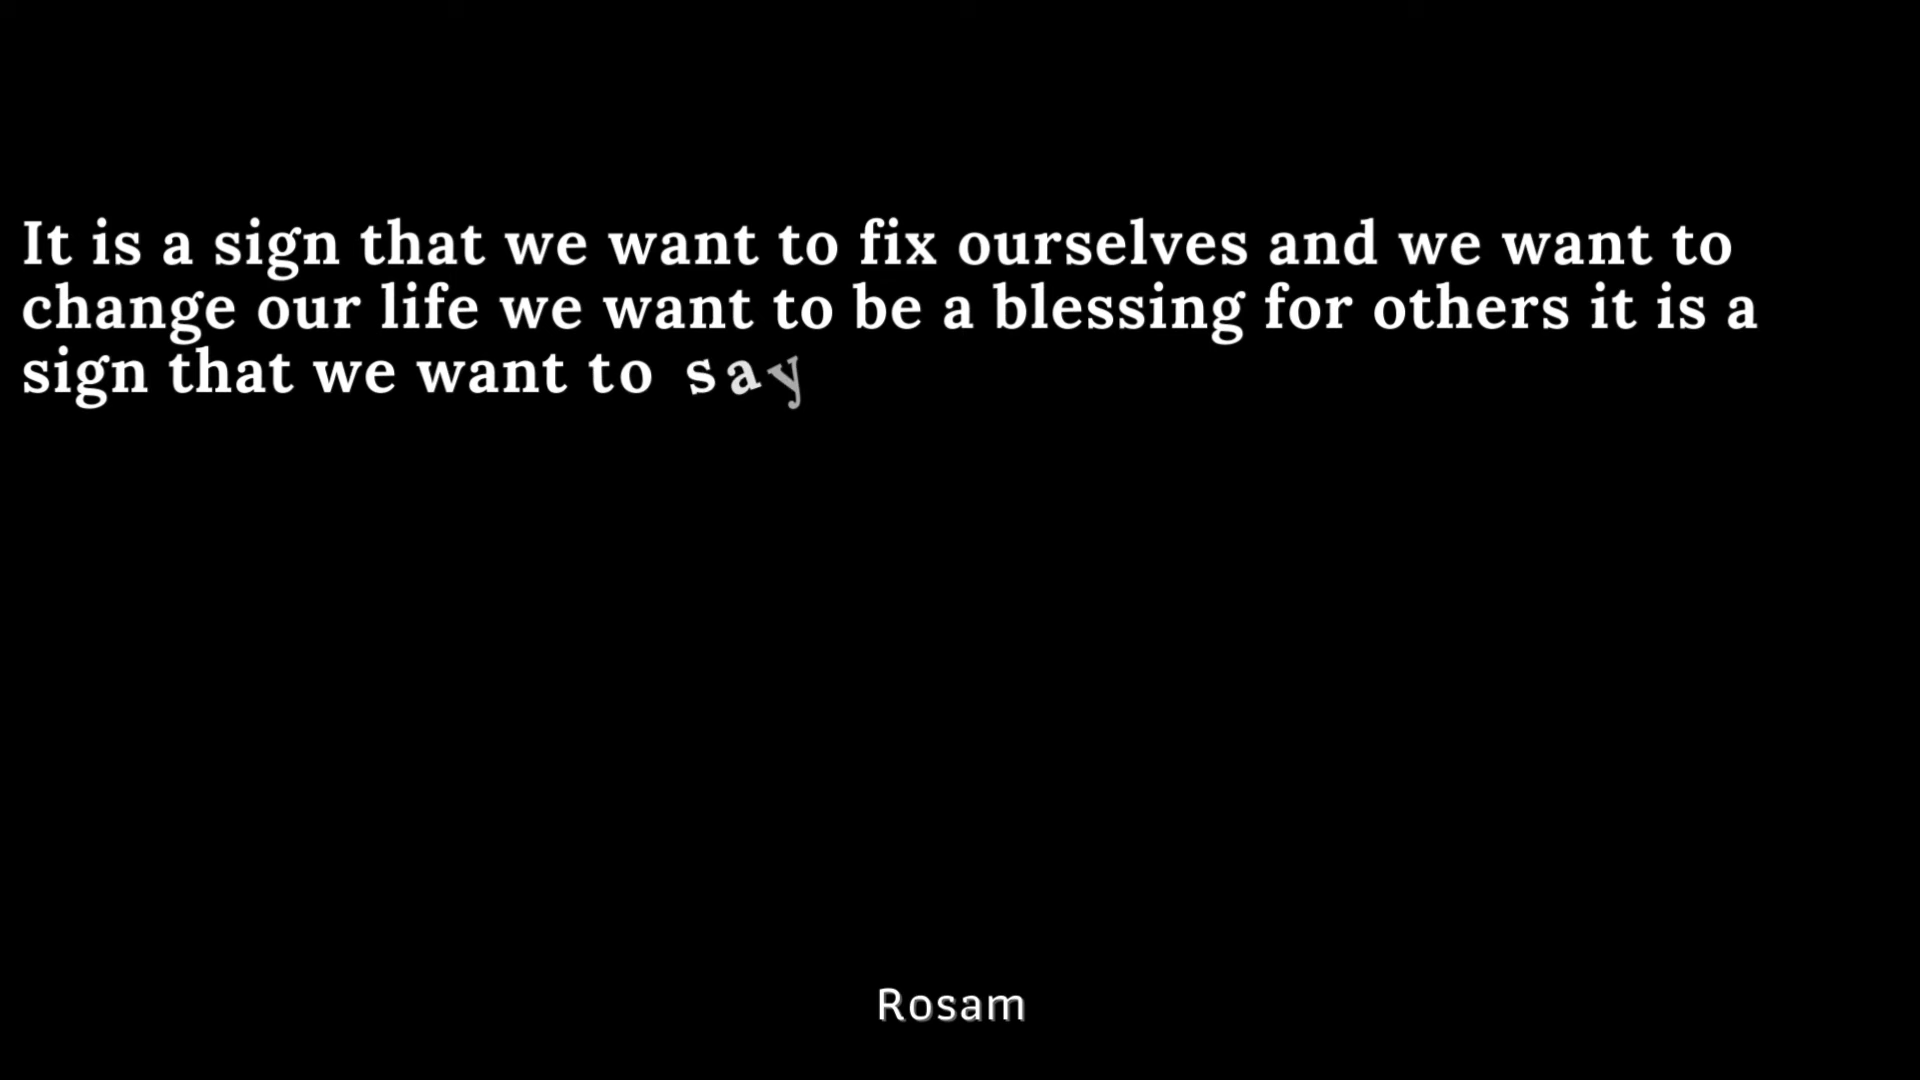 It is a sign that we want to fix ourselves and we want to
change our life we want to be a blessing for others it is a
sign that we want to say
Rosam